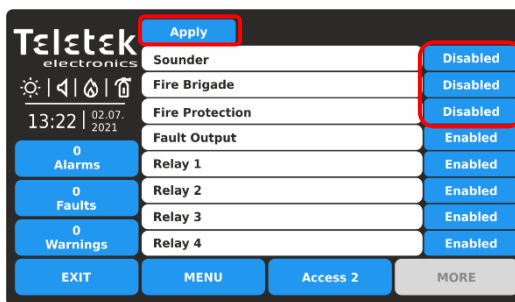 Teletek
electronics
13:22 02.07.
2021
0
Alarms
0
Faults
0
Warnings
Apply
Sounder Disabled
Fire Brigade Disabled
Fire Protection Disabled
Fault Output Enabled
Relay 1 Enabled
Relay 2 Enabled
Relay 3 Enabled
Relay 4 Enabled
EXIT MENU Access 2 MORE